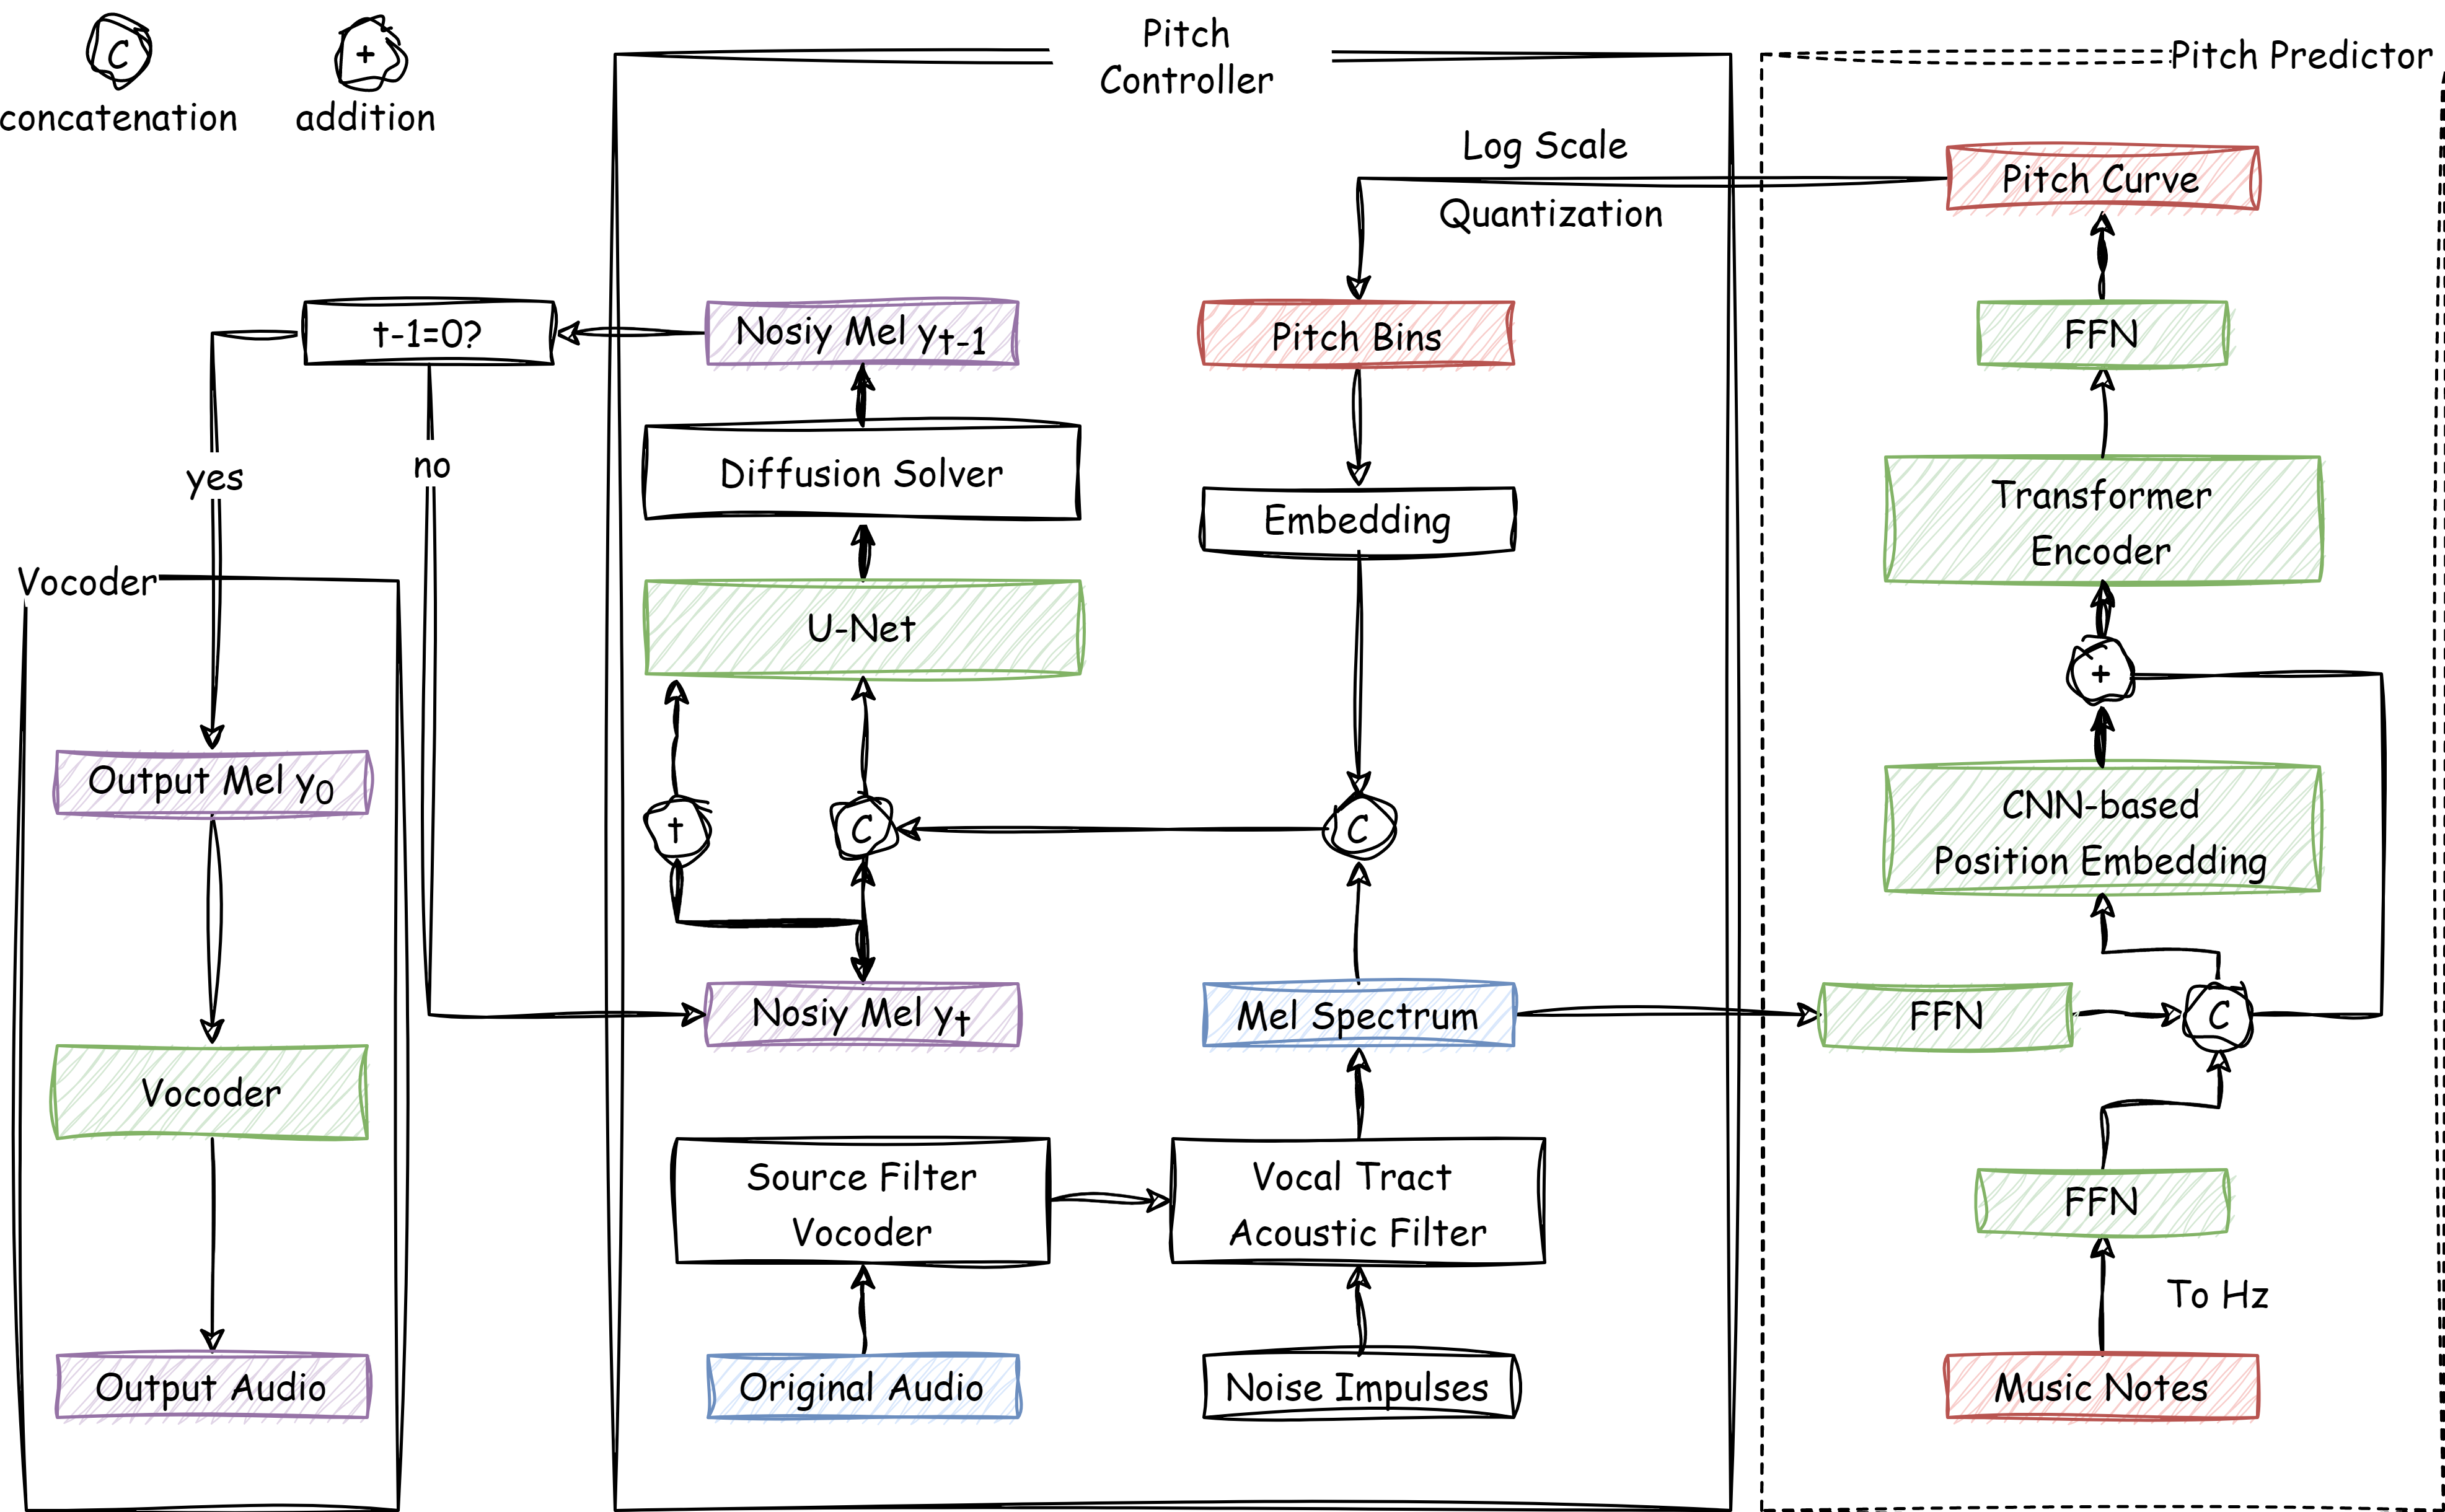 C
concatenation
+
addition
Pitch
Controller
Pitch Predictor
Log Scale
Quantization
Pitch Curve
t-1=0?
Nosiy Mel yt-1
Pitch Bins
FFN
yes
no
Diffusion Solver
Embedding
Transformer
Encoder
Vocoder
U-Net
+
Output Mel y0
t
C
C
CNN-based
Position Embedding
Nosiy Mel yt
Mel Spectrum
FFN
C
Vocoder
Source Filter
Vocoder
Vocal Tract
Acoustic Filter
FFN
To Hz
Output Audio
Original Audio
Noise Impulses
Music Notes